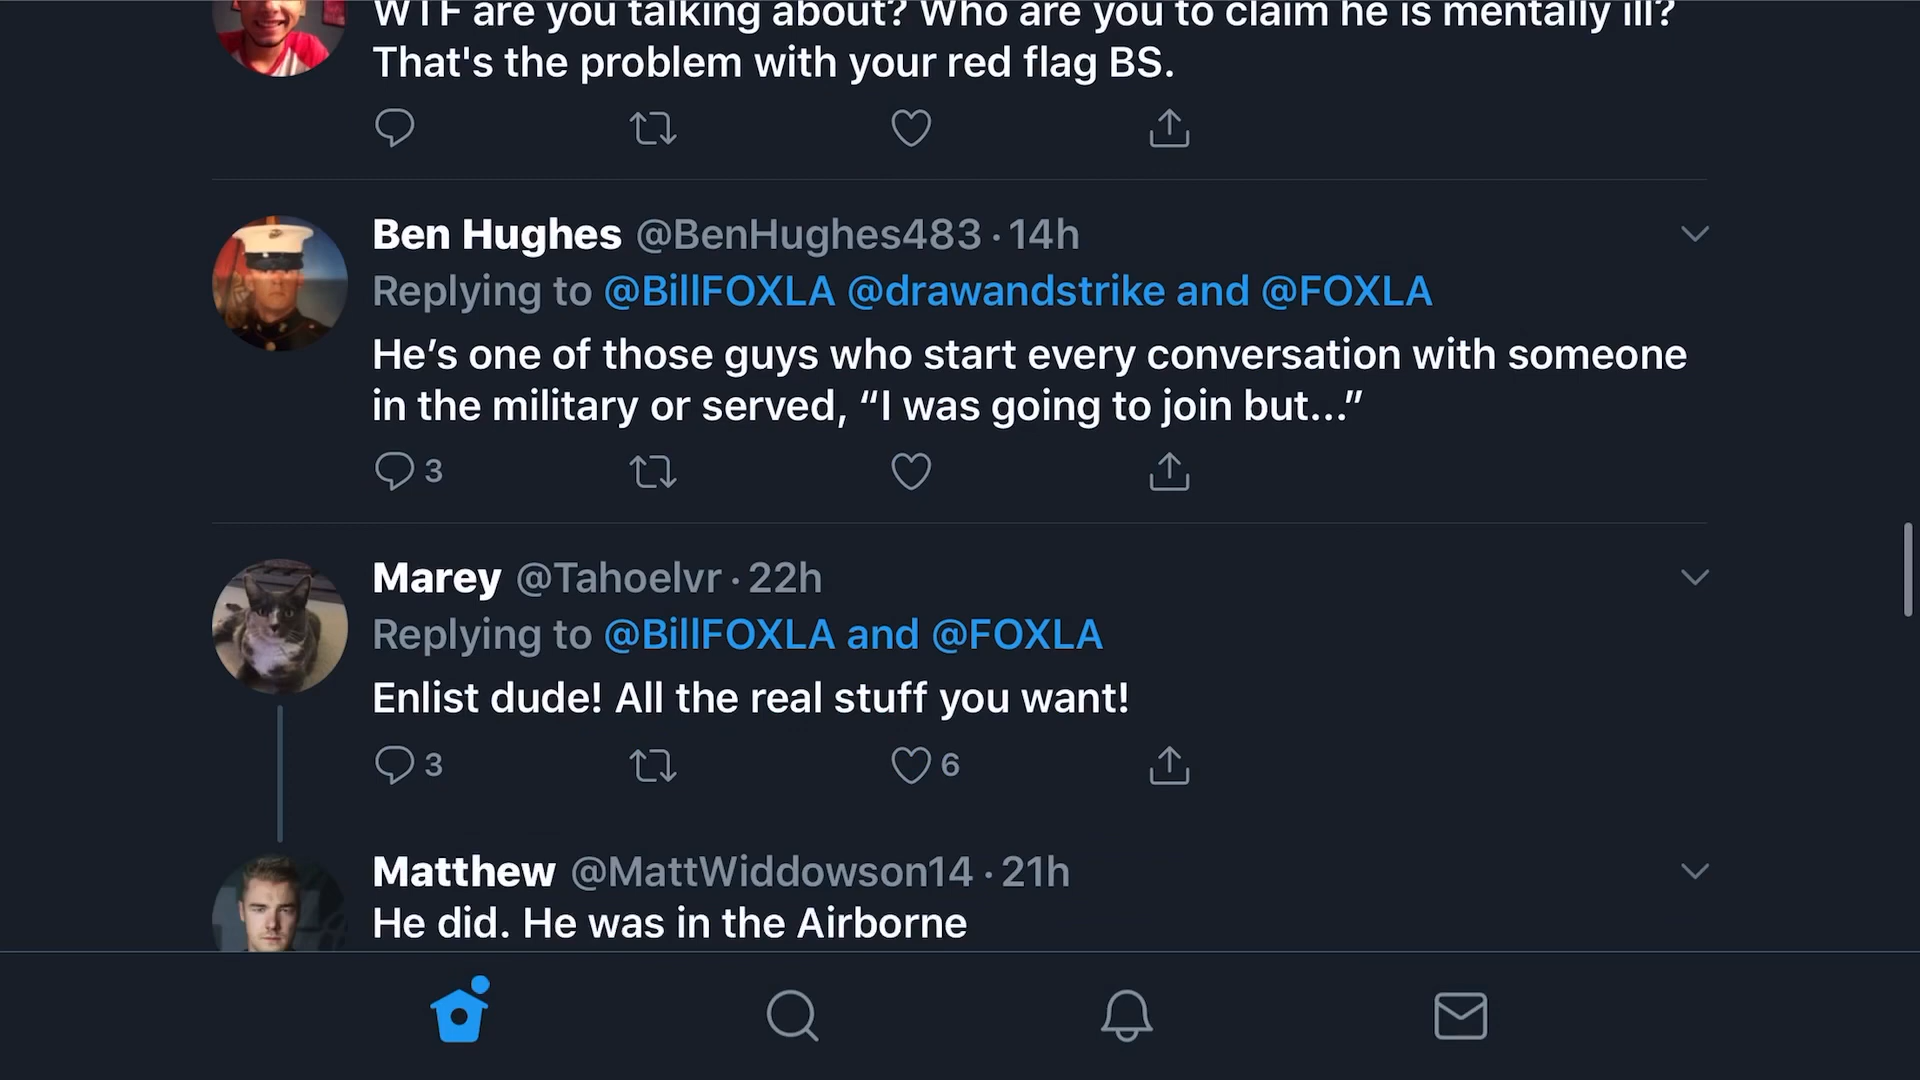 WTF are you talking about? Who are you to claim he is mentally ill?
That's the problem with your red flag BS.
Ben Hughes @BenHughes483 · 14h
Replying to @BillFOXLA @drawandstrike and @FOXLA
He’s one of those guys who start every conversation with someone
in the military or served, “I was going to join but...”
3
Marey @Tahoelvr · 22h
Replying to @BillFOXLA and @FOXLA
Enlist dude! All the real stuff you want!
3 6
Matthew @MattWiddowson14 · 21h
He did. He was in the Airborne